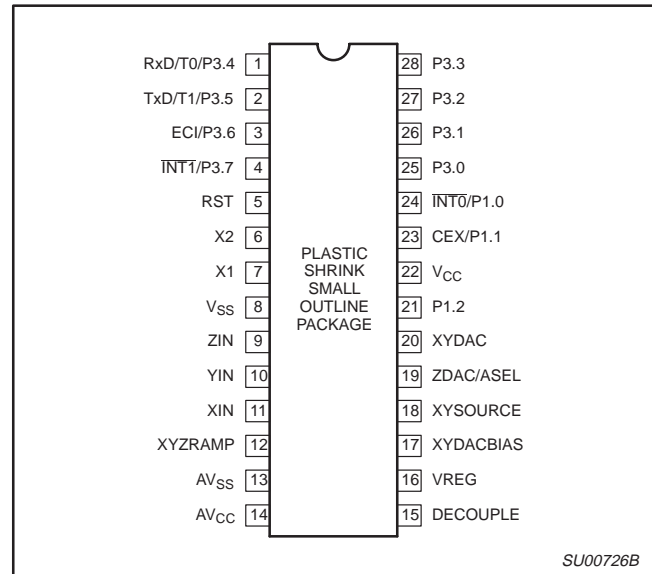 RxD/T0/P3.4 1
TxD/T1/P3.5 2
ECI/P3.6 3
INT1/P3.7 4
RST 5
X2 6
X1 7
VSS 8
ZIN 9
YIN 10
XIN 11
XYZRAMP 12
AVSS 13
AVCC 14
PLASTIC
SHRINK
SMALL
OUTLINE
PACKAGE
28 P3.3
27 P3.2
26 P3.1
25 P3.0
24 INT0/P1.0
23 CEX/P1.1
22 VCC
21 P1.2
20 XYDAC
19 ZDAC/ASEL
18 XYSOURCE
17 XYDACBIAS
16 VREG
15 DECOUPLE
SU00726B